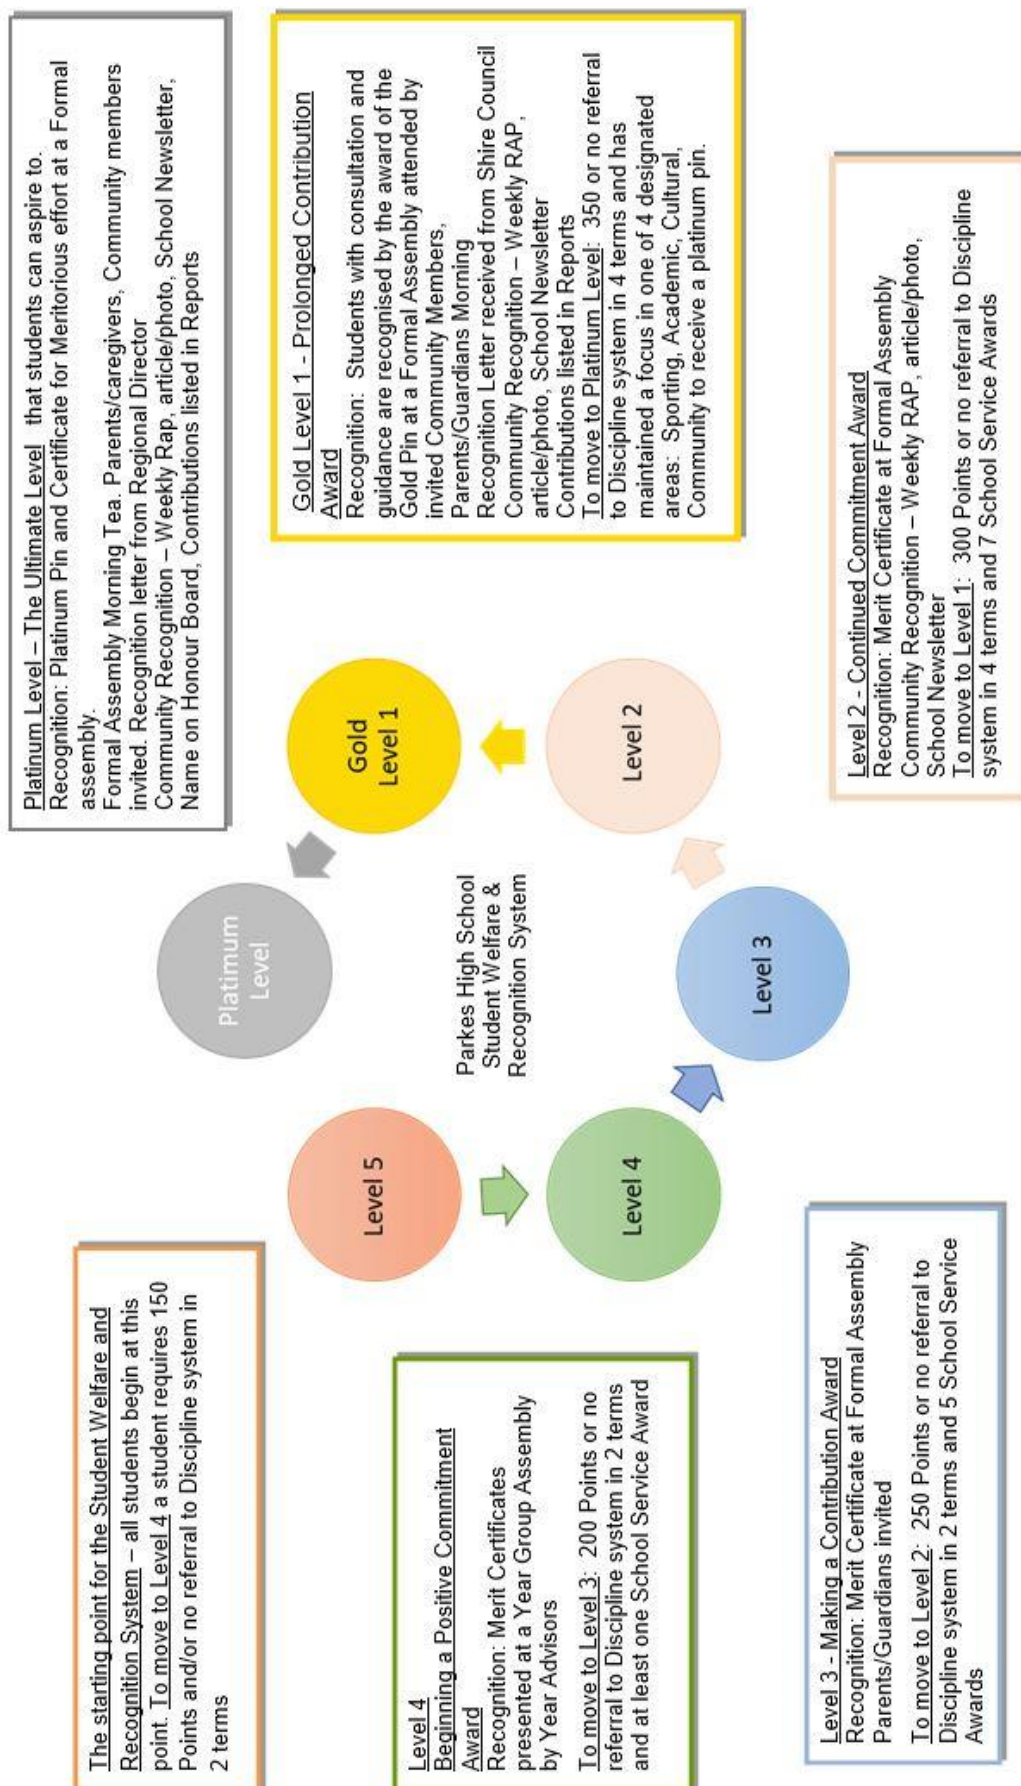 Platinum Level – The Ultimate Level   that students can aspire to.
Recognition: Platinum Pin and Certificate for Meritorious effort at a Formal
assembly.
Formal Assembly Morning Tea. Parents/caregivers, Community members
invited. Recognition letter from Regional Director
Community Recognition – Weekly Rap, article/photo, School Newsletter,
Name on Honour Board, Contributions listed in Reports
The starting point for the Student Welfare and
Recognition System – all students begin at this
point. To move to Level 4 a student requires 150
Points and/or no referral to Discipline system in
2 terms
Platimum
Level
Gold
Level 1
Level 2
Level 3
Level 4
Level 5
Parkes High School
Student Welfare &
Recognition System
Gold Level 1 - Prolonged Contribution
Award
Recognition:  Students with consultation and
guidance are recognised by the award of the
Gold Pin at a Formal Assembly attended by
invited Community Members,
Parents/Guardians Morning
Recognition Letter received from Shire Council
Community Recognition – Weekly RAP,
article/photo, School Newsletter
Contributions listed in Reports
To move to Platinum Level:  350 or no referral
to Discipline system in 4 terms and has
maintained a focus in one of 4 designated
areas:  Sporting, Academic, Cultural,
Community to receive a platinum pin.
Level 4
Beginning a Positive Commitment
Award
Recognition: Merit Certificates
presented at a Year Group Assembly
by Year Advisors
To move to Level 3:  200 Points or no
referral to Discipline system in 2 terms
and at least one School Service Award
Level 3 - Making a Contribution Award
Recognition: Merit Certificate at Formal Assembly
Parents/Guardians invited
To move to Level 2:  250 Points or no referral to
Discipline system in 2 terms and 5 School Service
Awards
Level 2 - Continued Commitment Award
Recognition: Merit Certificate at Formal Assembly
Community Recognition – Weekly RAP, article/photo,
School Newsletter
To move to Level 1:  300 Points or no referral to Discipline
system in 4 terms and 7 School Service Awards